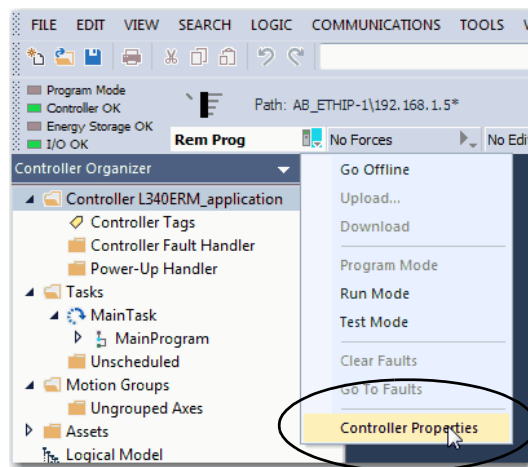 FILE EDIT VIEW SEARCH LOGIC COMMUNICATIONS TOOLS
Program Mode
Controller OK
Energy Storage OK
I/O OK
Path: AB_ETHIP-1\192.168.1.5*
Rem Prog
No Forces
No Edi
Controller Organizer
Controller L340ERM_application
Controller Tags
Controller Fault Handler
Power-Up Handler
Tasks
MainTask
MainProgram
Unscheduled
Motion Groups
Ungrouped Axes
Assets
Logical Model
Go Offline
Upload...
Download
Program Mode
Run Mode
Test Mode
Clear Faults
Go To Faults
Controller Properties